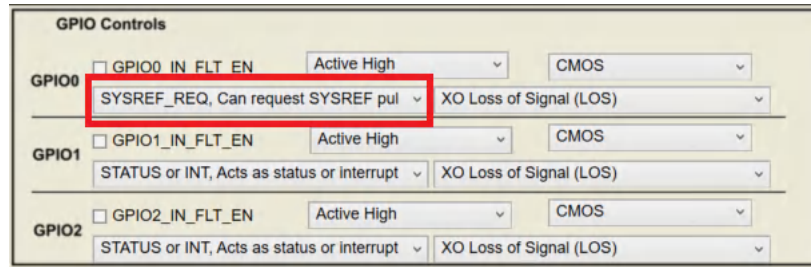 GPIO Controls
GPIO0 GPIO0_IN_FLT_EN Active High CMOS
SYSREF_REQ, Can request SYSREF pul XO Loss of Signal (LOS)
GPIO1 GPIO1_IN_FLT_EN Active High CMOS
STATUS or INT, Acts as status or interrupt XO Loss of Signal (LOS)
GPIO2 GPIO2_IN_FLT_EN Active High CMOS
STATUS or INT, Acts as status or interrupt XO Loss of Signal (LOS)